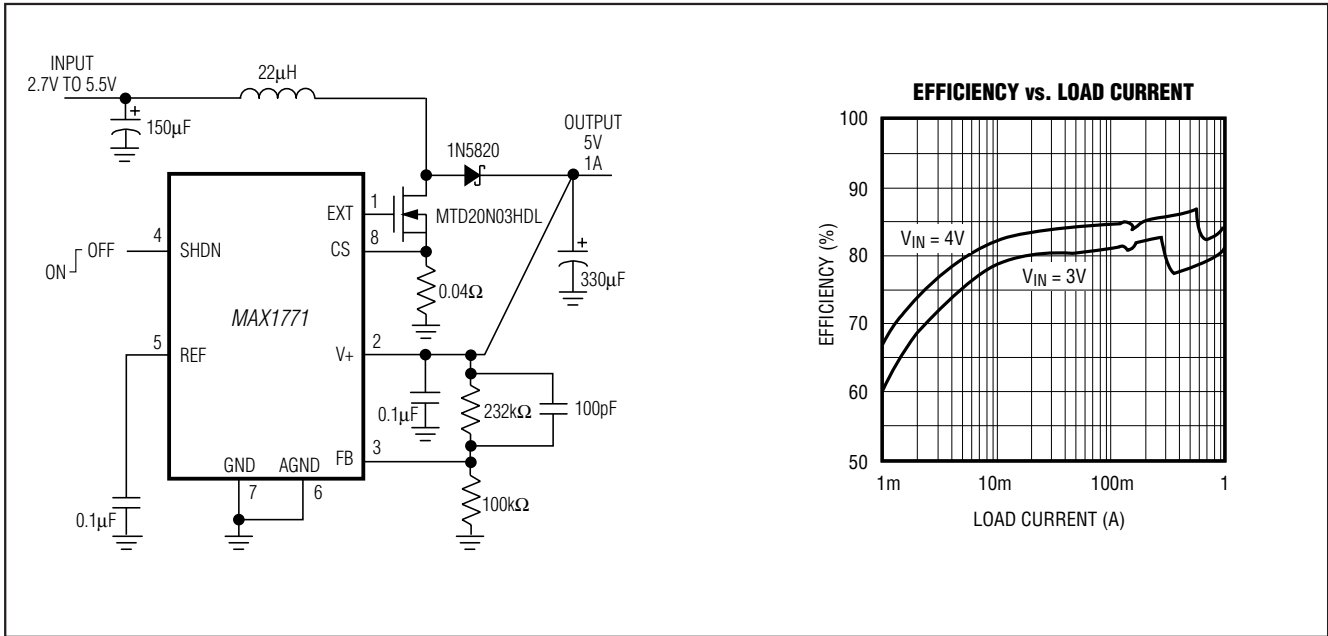 INPUT
2.7V TO 5.5V
22µH
150µF
OUTPUT
5V
1A
1N5820
MTD20N03HDL
EXT
1
CS
8
4
SHDN
ON
OFF
0.04Ω
330µF
MAX1771
5
REF
V+
2
0.1µF
232kΩ
100pF
FB
3
GND
AGND
7
6
100kΩ
0.1µF
EFFICIENCY vs. LOAD CURRENT
EFFICIENCY (%)
100
90
80
70
60
50
VIN = 4V
VIN = 3V
1m
10m
100m
1
LOAD CURRENT (A)